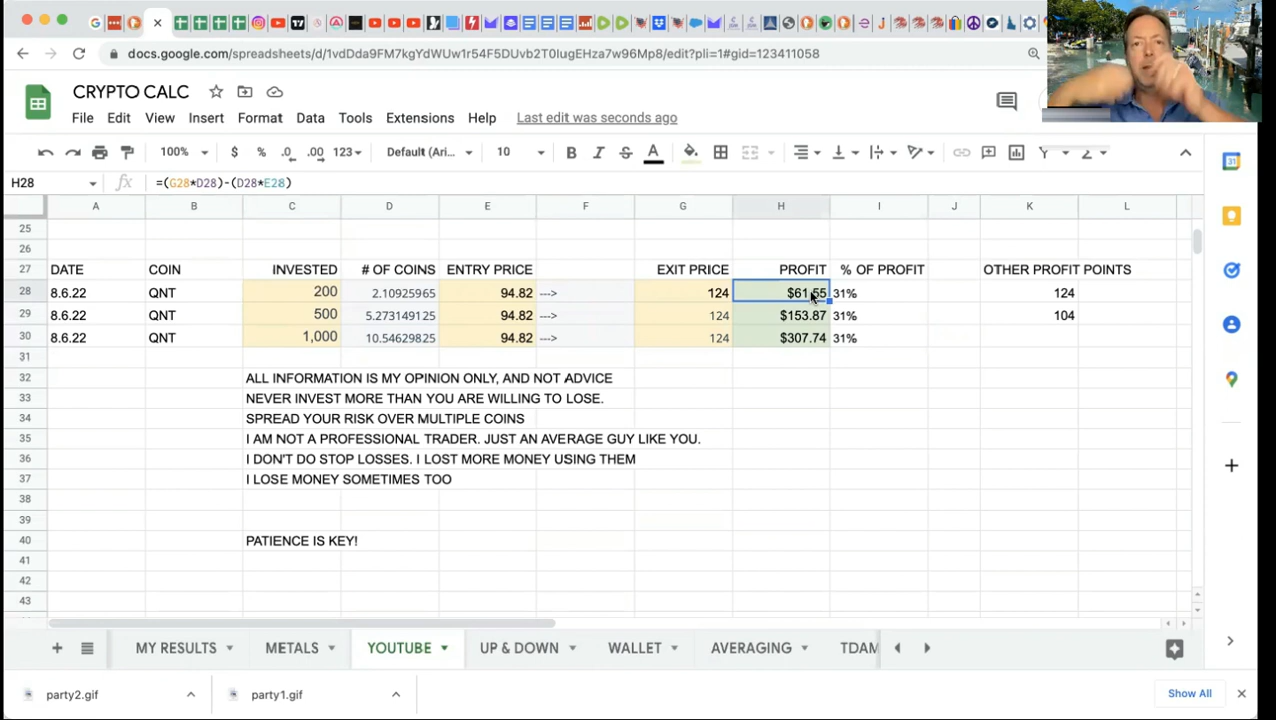 docs.google.com/spreadsheets/d/1vdDda9FM7kgYdWUw1r54F5DUvb2T0lugEHza7w96Mp8/edit?pli=1#gid=123411058
CRYPTO CALC
File Edit View Insert Format Data Tools Extensions Help Last edit was seconds ago
100% $ % .0 .00 123 Default (Ari... 10 B I S A
H28 fx =(G28*D28)-(D28*E28)
A B C D E F G H I J K L
25
26
27 DATE COIN INVESTED # OF COINS ENTRY PRICE EXIT PRICE PROFIT % OF PROFIT OTHER PROFIT POINTS
28 8.6.22 QNT 200 2.10925965 94.82 ---> 124 $61.55 31% 124
29 8.6.22 QNT 500 5.273149125 94.82 ---> 124 $153.87 31% 104
30 8.6.22 QNT 1,000 10.54629825 94.82 ---> 124 $307.74 31%
31
32 ALL INFORMATION IS MY OPINION ONLY, AND NOT ADVICE
33 NEVER INVEST MORE THAN YOU ARE WILLING TO LOSE.
34 SPREAD YOUR RISK OVER MULTIPLE COINS
35 I AM NOT A PROFESSIONAL TRADER. JUST AN AVERAGE GUY LIKE YOU.
36 I DON'T DO STOP LOSSES. I LOST MORE MONEY USING THEM
37 I LOSE MONEY SOMETIMES TOO
38
39
40 PATIENCE IS KEY!
41
42
43
MY RESULTS METALS YOUTUBE UP & DOWN WALLET AVERAGING TDAM
party2.gif party1.gif Show All